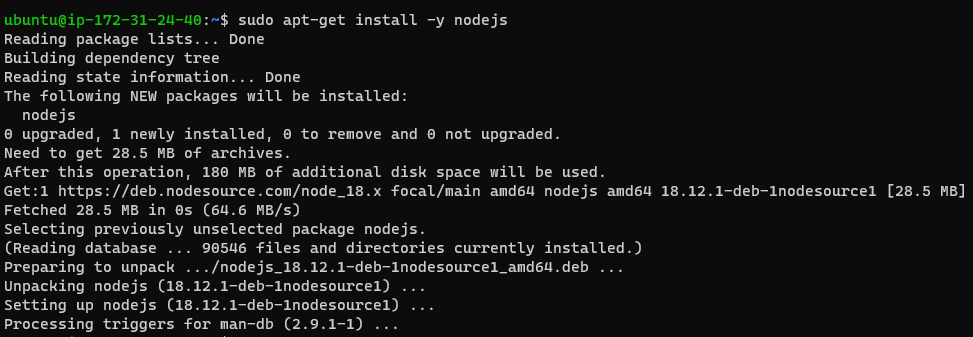 ubuntu@ip-172-31-24-40:~$ sudo apt-get install -y nodejs
Reading package lists... Done
Building dependency tree
Reading state information... Done
The following NEW packages will be installed:
  nodejs
0 upgraded, 1 newly installed, 0 to remove and 0 not upgraded.
Need to get 28.5 MB of archives.
After this operation, 180 MB of additional disk space will be used.
Get:1 https://deb.nodesource.com/node_18.x focal/main amd64 nodejs amd64 18.12.1-deb-1nodesource1 [28.5 MB]
Fetched 28.5 MB in 0s (64.6 MB/s)
Selecting previously unselected package nodejs.
(Reading database ... 90546 files and directories currently installed.)
Preparing to unpack .../nodejs_18.12.1-deb-1nodesource1_amd64.deb ...
Unpacking nodejs (18.12.1-deb-1nodesource1) ...
Setting up nodejs (18.12.1-deb-1nodesource1) ...
Processing triggers for man-db (2.9.1-1) ...